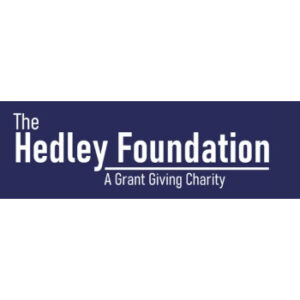 The
Hedley Foundation
A Grant Giving Charity